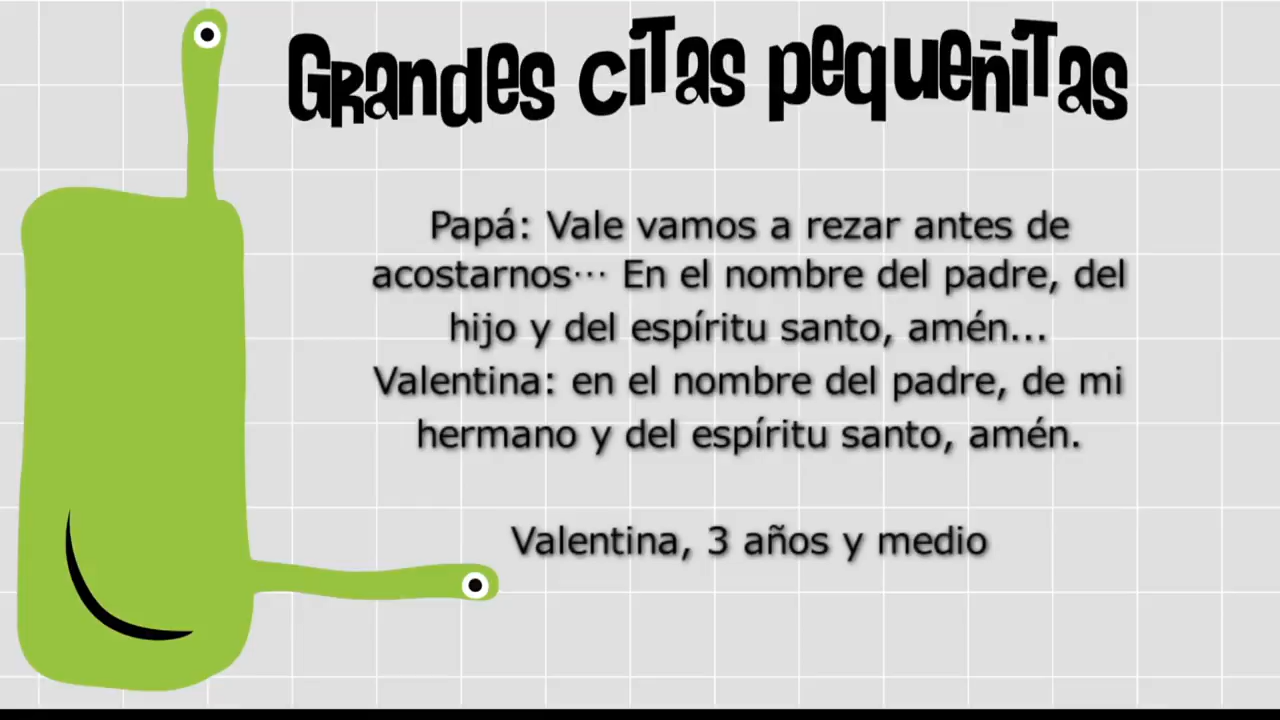 Grandes citas pequeñitas
Papá: Vale vamos a rezar antes de
acostarnos··· En el nombre del padre, del
hijo y del espíritu santo, amén...
Valentina: en el nombre del padre, de mi
hermano y del espíritu santo, amén.
Valentina, 3 años y medio